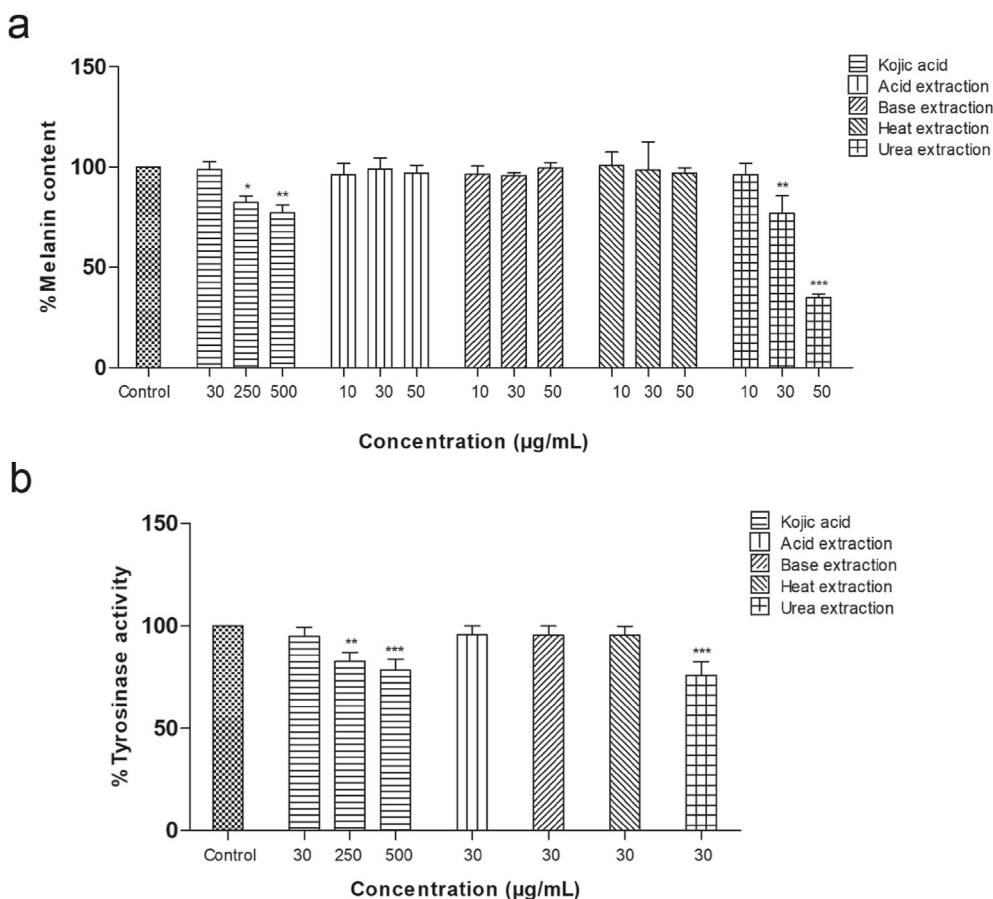 a
150
100
50
0
%Melanin content
* ** ** ***
Control 30 250 500 10 30 50 10 30 50 10 30 50 10 30 50
Concentration (µg/mL)
Kojic acid
Acid extraction
Base extraction
Heat extraction
Urea extraction
b
150
100
50
0
%Tyrosinase activity
** *** ***
Control 30 250 500 30 30 30 30
Concentration (µg/mL)
Kojic acid
Acid extraction
Base extraction
Heat extraction
Urea extraction